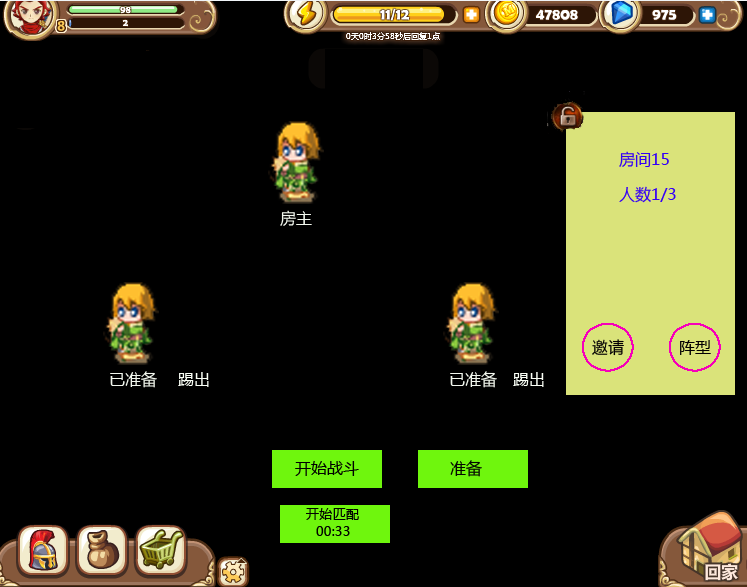 98
8
2
11/12
47808
975
0天0时3分58秒后回复1点
房间15
人数1/3
房主
邀请
阵型
已准备 踢出
已准备 踢出
开始战斗
准备
开始匹配
00:33
回家